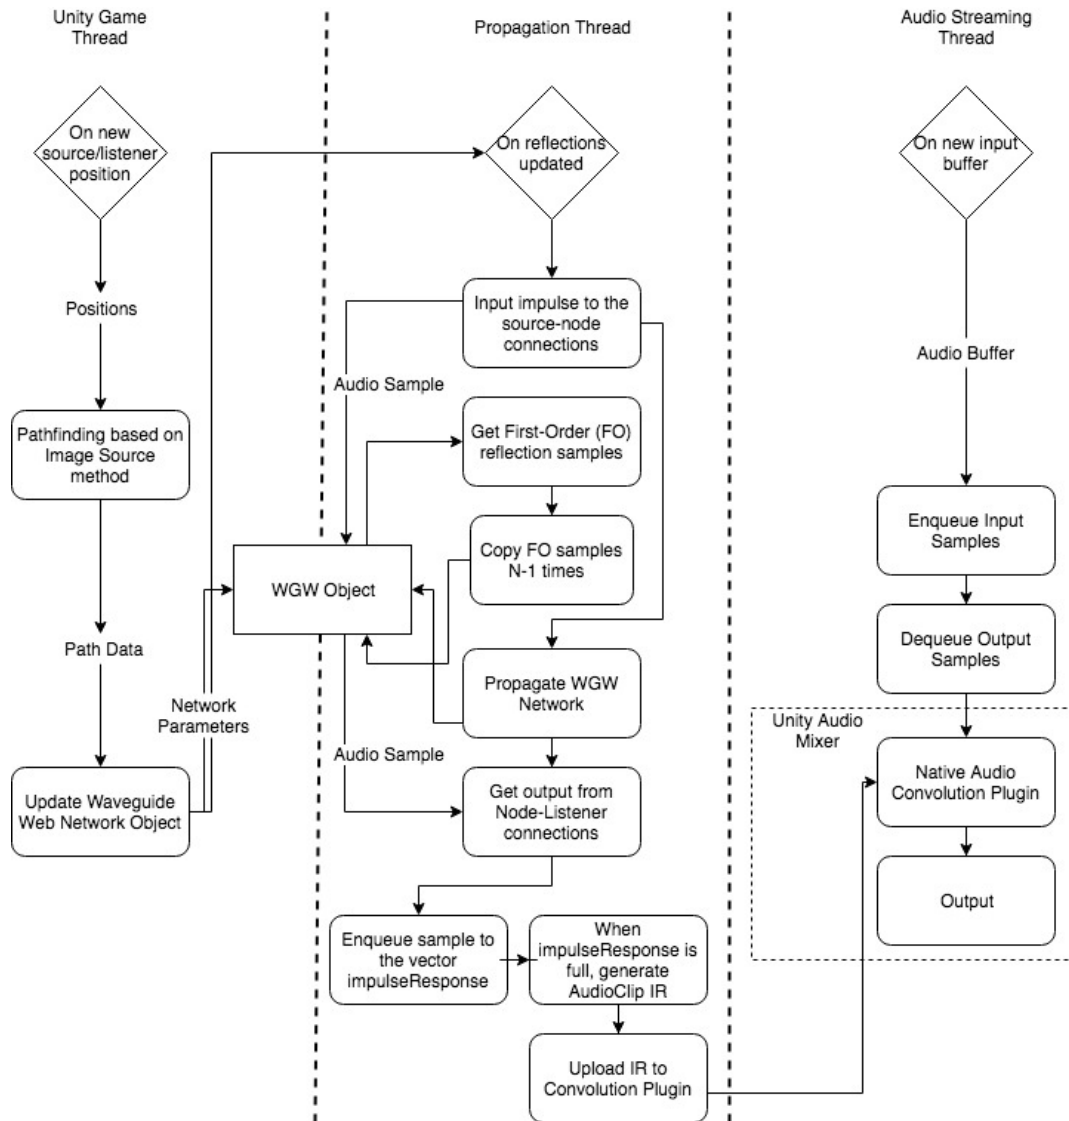 Unity Game
Thread
Propagation Thread
Audio Streaming
Thread
On new
source/listener
position
On reflections
updated
On new input
buffer
Positions
Input impulse to the
source-node
connections
Audio Buffer
Audio Sample
Pathfinding based on
Image Source
method
Get First-Order (FO)
reflection samples
Enqueue Input
Samples
Copy FO samples
N-1 times
WGW Object
Path Data
Dequeue Output
Samples
Propagate WGW
Network
Network
Parameters
Unity Audio
Mixer
Audio Sample
Update Waveguide
Web Network Object
Get output from
Node-Listener
connections
Native Audio
Convolution Plugin
Output
Enqueue sample to
the vector
impulseResponse
When
impulseResponse is
full, generate
AudioClip IR
Upload IR to
Convolution Plugin